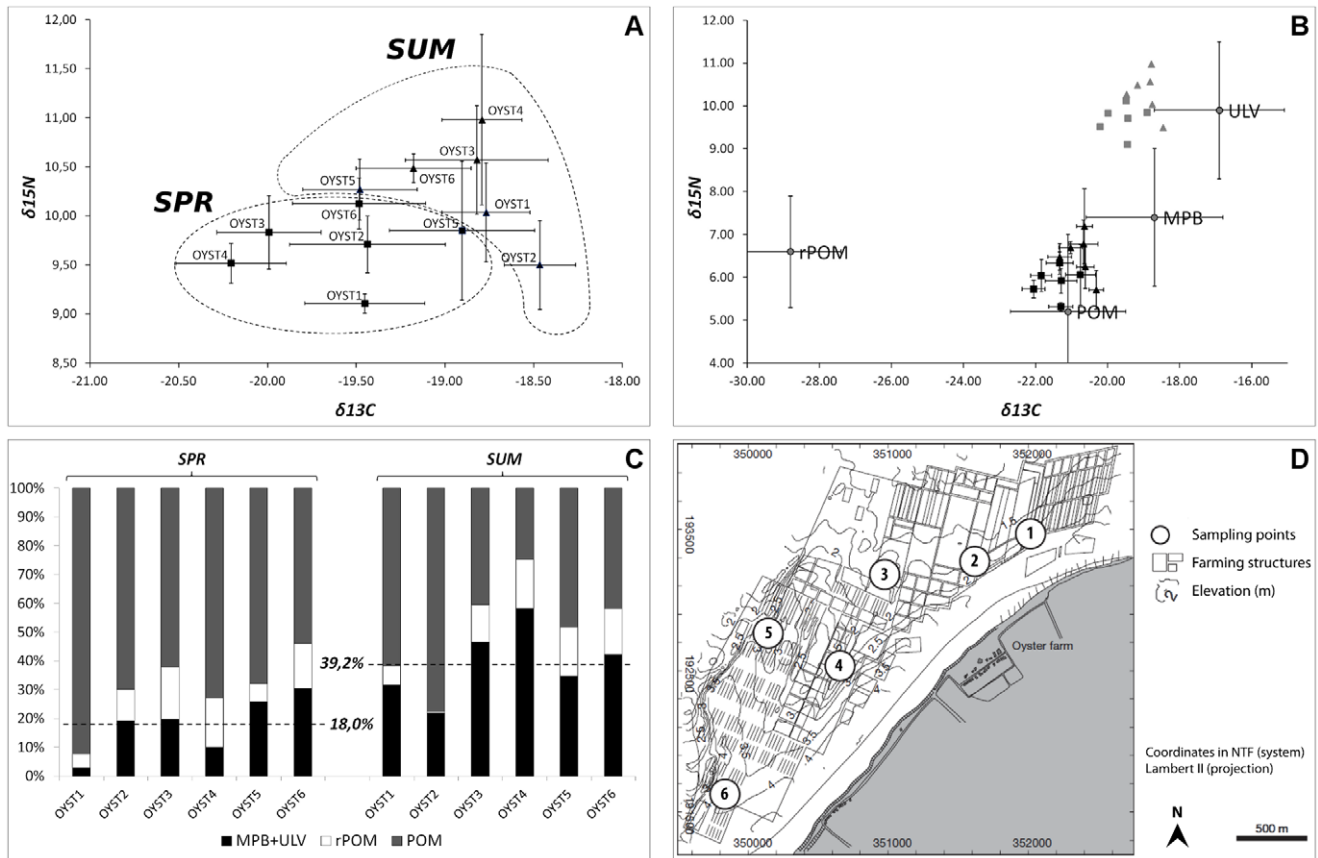 A
12,00
11,50
11,00
10,50
10,00
9,50
9,00
8,50
δ15N
SUM
SPR
OYST4
OYST3
OYST6
OYST5
OYST6
OYST1
OYST3
OYST2
OYST5
OYST4
OYST2
OYST1
-21.00
-20.50
-20.00
-19.50
-19.00
-18.50
-18.00
δ13C
B
12.00
11.00
10.00
9.00
8.00
7.00
6.00
5.00
4.00
δ15N
ULV
MPB
rPOM
POM
-30.00
-28.00
-26.00
-24.00
-22.00
-20.00
-18.00
-16.00
δ13C
C
SPR
SUM
100%
90%
80%
70%
60%
50%
40%
30%
20%
10%
0%
39,2%
18,0%
OYST1
OYST2
OYST3
OYST4
OYST5
OYST6
OYST1
OYST2
OYST3
OYST4
OYST5
OYST6
MPB+ULV
rPOM
POM
D
350000
351000
352000
193500
1,5
1
2
3
5
4
6
Oyster farm
Sampling points
Farming structures
Elevation (m)
Coordinates in NTF (system)
Lambert II (projection)
350000
351000
352000
N
500 m